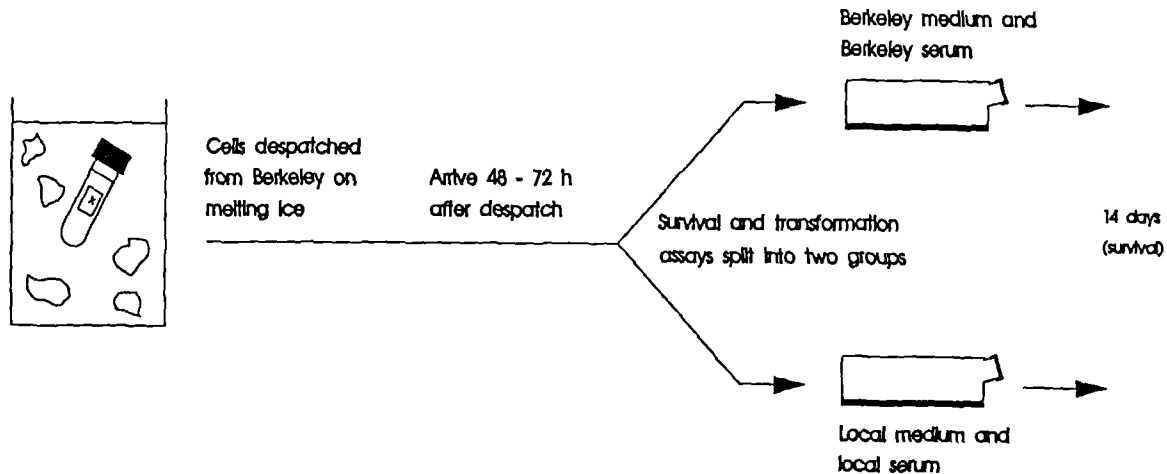 Berkeley medium and
Berkeley serum
Cells despatched
from Berkeley on
melting ice
Arrive 48 - 72 h
after despatch
Survival and transformation
assays split into two groups
14 days
(survival)
Local medium and
local serum
x